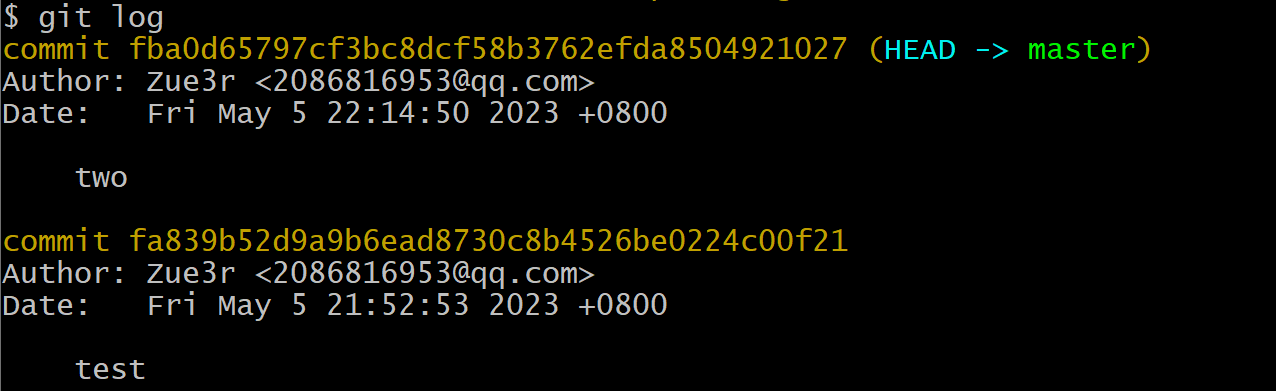 $ git log
commit fba0d65797cf3bc8dcf58b3762efda8504921027 (HEAD -> master)
Author: Zue3r <2086816953@qq.com>
Date:   Fri May 5 22:14:50 2023 +0800
two
commit fa839b52d9a9b6ead8730c8b4526be0224c00f21
Author: Zue3r <2086816953@qq.com>
Date:   Fri May 5 21:52:53 2023 +0800
test